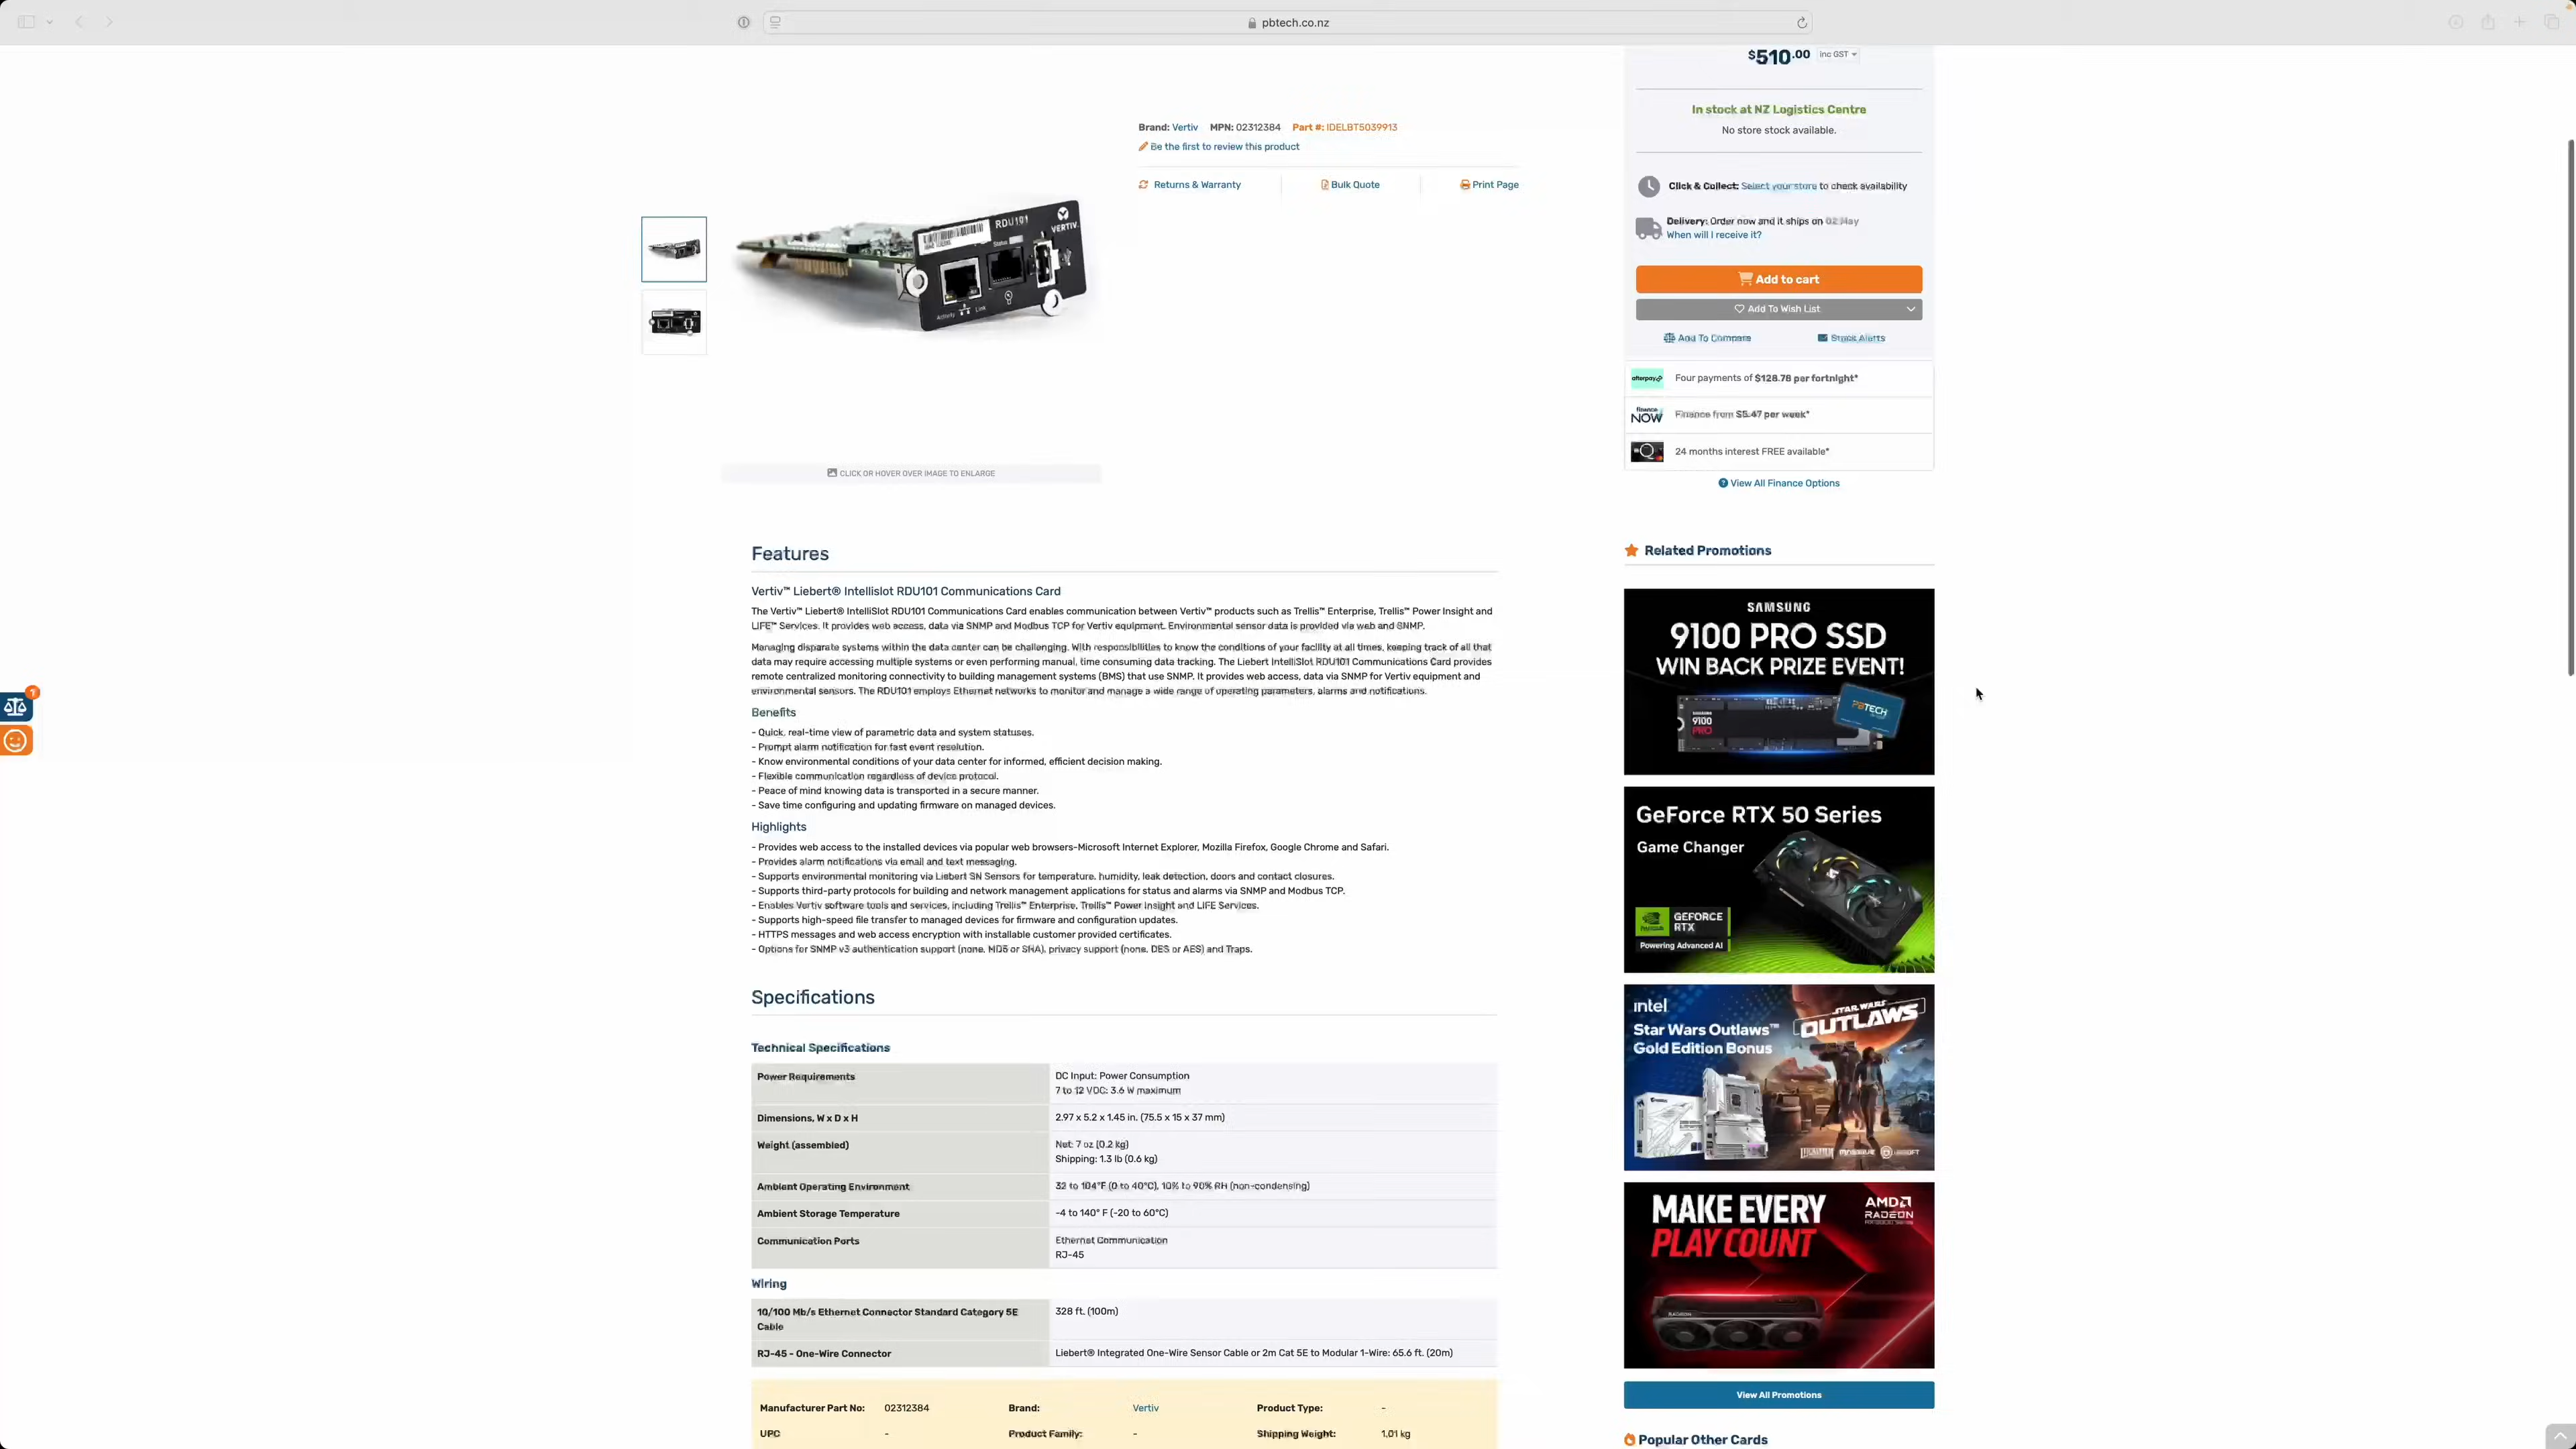 pbtech.co.nz
$510.00 inc GST
In stock at NZ Logistics Centre
No store stock available.
Brand: Vertiv MPN: 02312384 Part #: IDELBT5039913
Be the first to review this product
Returns & Warranty Bulk Quote Print Page
Click & Collect: Select your store to check availability
Delivery: Order now and it ships on 02 May
When will I receive it?
Add to cart
Add To Wish List
Add To Compare Stock Alerts
RDU101
VERTIV.
Status
Activity Link
afterpay Four payments of $128.78 per fortnight*
finance NOW Finance from $5.47 per week*
24 months interest FREE available*
View All Finance Options
CLICK OR HOVER OVER IMAGE TO ENLARGE
Features
Vertiv™ Liebert® Intellislot RDU101 Communications Card
The Vertiv™ Liebert® IntelliSlot RDU101 Communications Card enables communication between Vertiv™ products such as Trellis™ Enterprise, Trellis™ Power Insight and
LIFE™ Services. It provides web access, data via SNMP and Modbus TCP for Vertiv equipment. Environmental sensor data is provided via web and SNMP.
Managing disparate systems within the data center can be challenging. With responsibilities to know the conditions of your facility at all times, keeping track of all that
data may require accessing multiple systems or even performing manual, time consuming data tracking. The Liebert IntelliSlot RDU101 Communications Card provides
remote centralized monitoring connectivity to building management systems (BMS) that use SNMP. It provides web access, data via SNMP for Vertiv equipment and
environmental sensors. The RDU101 employs Ethernet networks to monitor and manage a wide range of operating parameters, alarms and notifications.
Benefits
- Quick, real-time view of parametric data and system statuses.
- Prompt alarm notification for fast event resolution.
- Know environmental conditions of your data center for informed, efficient decision making.
- Flexible communication regardless of device protocol.
- Peace of mind knowing data is transported in a secure manner.
- Save time configuring and updating firmware on managed devices.
Highlights
- Provides web access to the installed devices via popular web browsers-Microsoft Internet Explorer, Mozilla Firefox, Google Chrome and Safari.
- Provides alarm notifications via email and text messaging.
- Supports environmental monitoring via Liebert SN Sensors for temperature, humidity, leak detection, doors and contact closures.
- Supports third-party protocols for building and network management applications for status and alarms via SNMP and Modbus TCP.
- Enables Vertiv software tools and services, including Trellis™ Enterprise, Trellis™ Power Insight and LIFE Services.
- Supports high-speed file transfer to managed devices for firmware and configuration updates.
- HTTPS messages and web access encryption with installable customer provided certificates.
- Options for SNMP v3 authentication support (none, MD5 or SHA), privacy support (none, DES or AES) and Traps.
Specifications
Technical Specifications
Power Requirements DC Input: Power Consumption
7 to 12 VDC: 3.6 W maximum
Dimensions, W x D x H 2.97 x 5.2 x 1.45 in. (75.5 x 15 x 37 mm)
Weight (assembled) Net: 7 oz (0.2 kg)
Shipping: 1.3 lb (0.6 kg)
Ambient Operating Environment 32 to 104°F (0 to 40°C), 10% to 90% RH (non-condensing)
Ambient Storage Temperature -4 to 140° F (-20 to 60°C)
Communication Ports Ethernet Communication
RJ-45
Wiring
10/100 Mb/s Ethernet Connector Standard Category 5E 328 ft. (100m)
Cable
RJ-45 - One-Wire Connector Liebert® Integrated One-Wire Sensor Cable or 2m Cat 5E to Modular 1-Wire: 65.6 ft. (20m)
Manufacturer Part No: 02312384 Brand: Vertiv Product Type: -
UPC - Product Family: - Shipping Weight: 1.01 kg
1
Related Promotions
SAMSUNG
9100 PRO SSD
WIN BACK PRIZE EVENT!
SAMSUNG
9100
PRO
PBTECH
GeForce RTX 50 Series
Game Changer
GEFORCE
RTX
Powering Advanced AI
intel
STAR WARS
OUTLAWS
Star Wars Outlaws™
Gold Edition Bonus
LUCASFILM MASSIVE UBISOFT
MAKE EVERY
PLAY COUNT
AMD
RADEON
RADEON
View All Promotions
Popular Other Cards